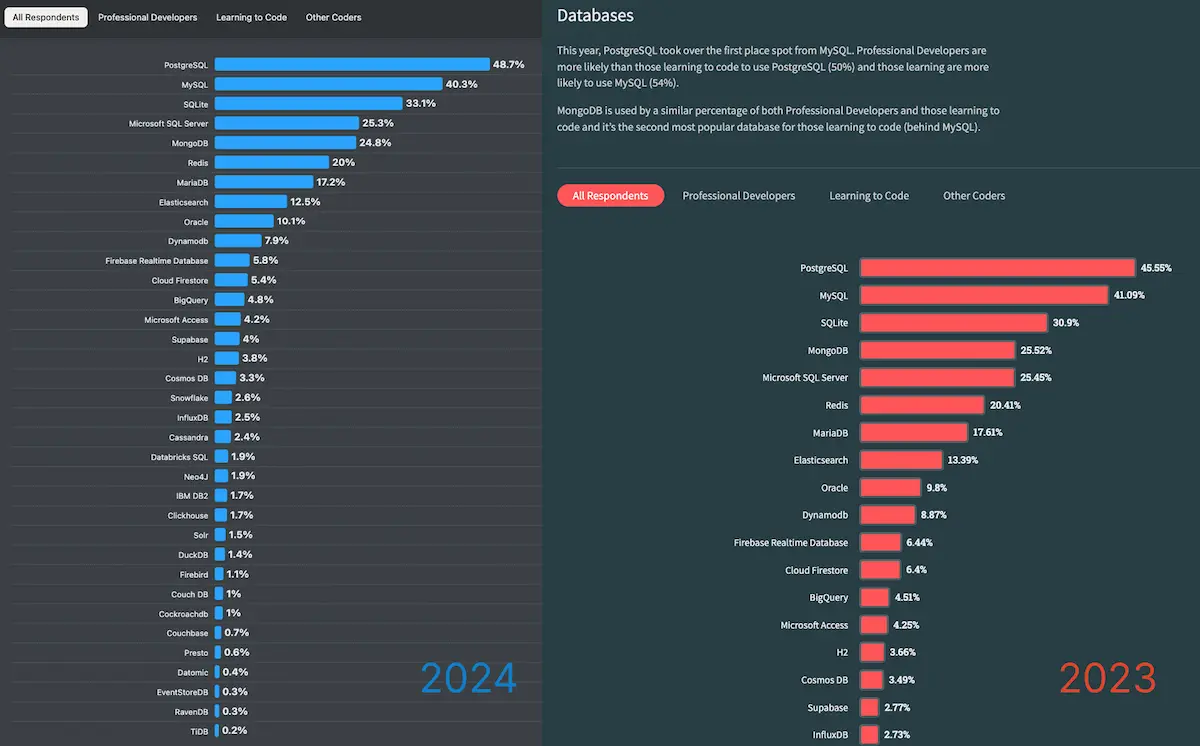 All Respondents Professional Developers Learning to Code Other Coders
PostgreSQL 48.7%
MySQL 40.3%
SQLite 33.1%
Microsoft SQL Server 25.3%
MongoDB 24.8%
Redis 20%
MariaDB 17.2%
Elasticsearch 12.5%
Oracle 10.1%
Dynamodb 7.9%
Firebase Realtime Database 5.8%
Cloud Firestore 5.4%
BigQuery 4.8%
Microsoft Access 4.2%
Supabase 4%
H2 3.8%
Cosmos DB 3.3%
Snowflake 2.6%
InfluxDB 2.5%
Cassandra 2.4%
Databricks SQL 1.9%
Neo4J 1.9%
IBM DB2 1.7%
Clickhouse 1.7%
Solr 1.5%
DuckDB 1.4%
Firebird 1.1%
Couch DB 1%
Cockroachdb 1%
Couchbase 0.7%
Presto 0.6%
Datomic 0.4%
EventStoreDB 0.3%
RavenDB 0.3%
TiDB 0.2%
2024
Databases
This year, PostgreSQL took over the first place spot from MySQL. Professional Developers are
more likely than those learning to code to use PostgreSQL (50%) and those learning are more
likely to use MySQL (54%).
MongoDB is used by a similar percentage of both Professional Developers and those learning to
code and it's the second most popular database for those learning to code (behind MySQL).
All Respondents Professional Developers Learning to Code Other Coders
PostgreSQL 45.55%
MySQL 41.09%
SQLite 30.9%
MongoDB 25.52%
Microsoft SQL Server 25.45%
Redis 20.41%
MariaDB 17.61%
Elasticsearch 13.39%
Oracle 9.8%
Dynamodb 8.87%
Firebase Realtime Database 6.44%
Cloud Firestore 6.4%
BigQuery 4.51%
Microsoft Access 4.25%
H2 3.66%
Cosmos DB 3.49%
Supabase 2.77%
InfluxDB 2.73%
2023